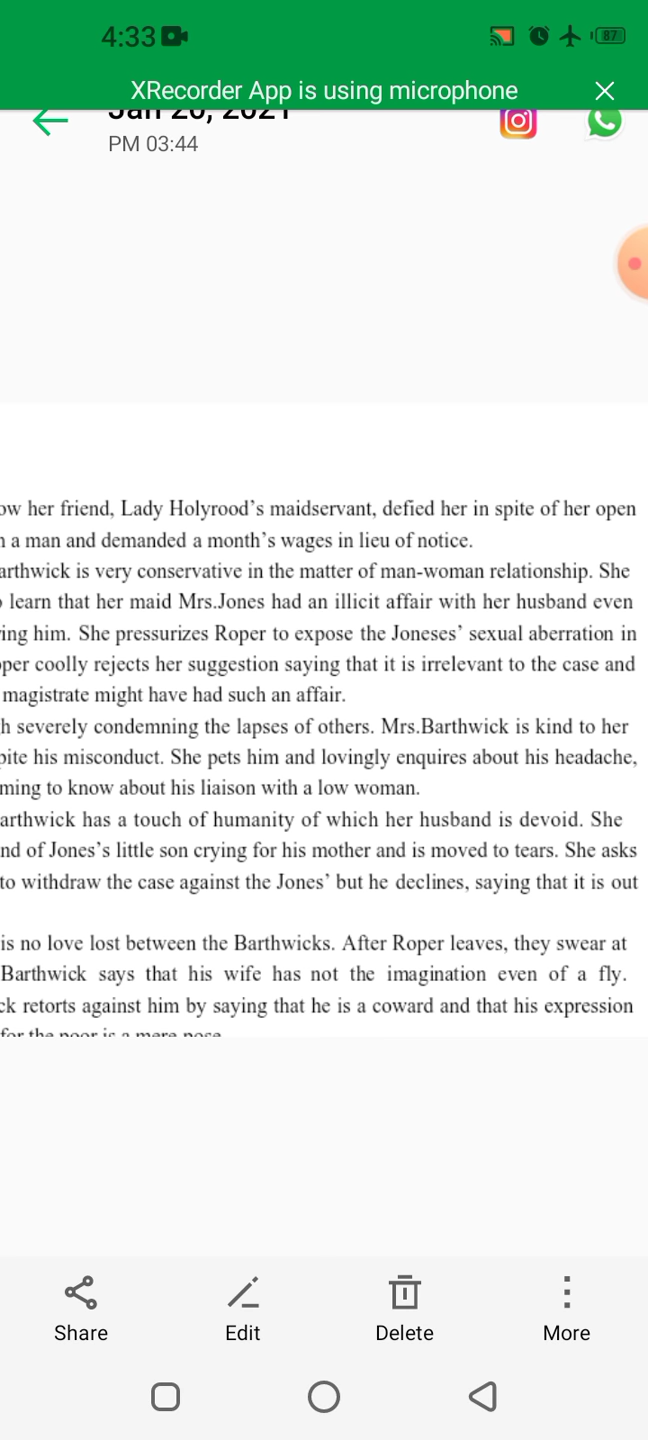 4:33
87
XRecorder App is using microphone
Jan 20, 2021
PM 03:44
ow her friend, Lady Holyrood's maidservant, defied her in spite of her open
a man and demanded a month's wages in lieu of notice.
arthwick is very conservative in the matter of man-woman relationship. She
learn that her maid Mrs.Jones had an illicit affair with her husband even
ing him. She pressurizes Roper to expose the Joneses' sexual aberration in
per coolly rejects her suggestion saying that it is irrelevant to the case and
magistrate might have had such an affair.
h severely condemning the lapses of others. Mrs.Barthwick is kind to her
pite his misconduct. She pets him and lovingly enquires about his headache,
ming to know about his liaison with a low woman.
arthwick has a touch of humanity of which her husband is devoid. She
nd of Jones's little son crying for his mother and is moved to tears. She asks
to withdraw the case against the Jones' but he declines, saying that it is out
is no love lost between the Barthwicks. After Roper leaves, they swear at
Barthwick says that his wife has not the imagination even of a fly.
ck retorts against him by saying that he is a coward and that his expression
for the poor is a mere pose
Share
Edit
Delete
More